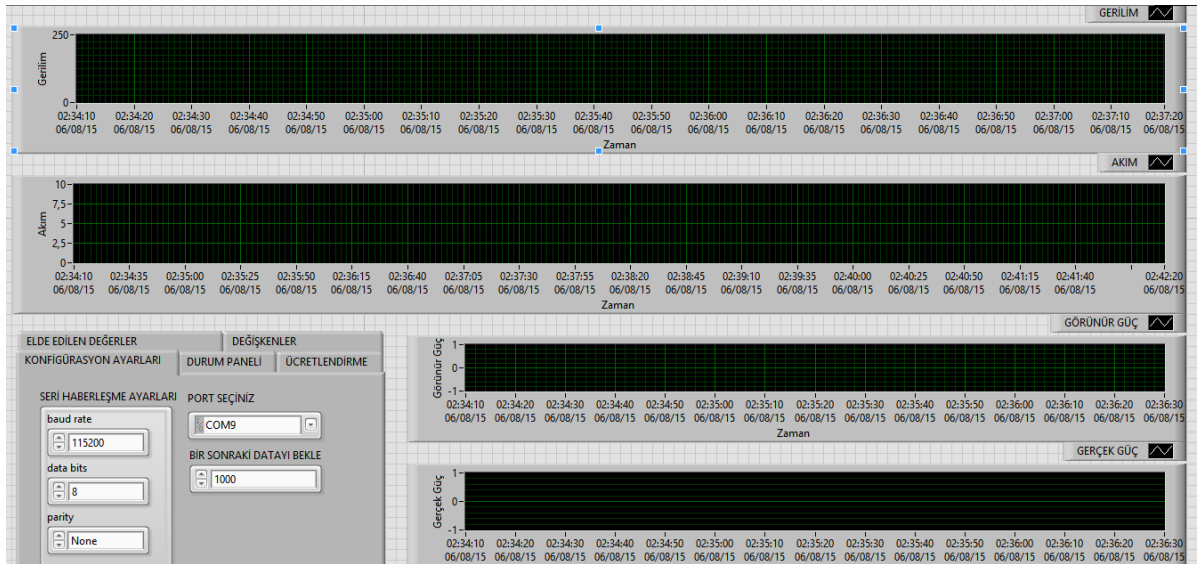 GERİLİM
250
Gerilim
0
02:34:10 02:34:20 02:34:30 02:34:40 02:34:50 02:35:00 02:35:10 02:35:20 02:35:30 02:35:40 02:35:50 02:36:00 02:36:10 02:36:20 02:36:30 02:36:40 02:36:50 02:37:00 02:37:10 02:37:20
06/08/15 06/08/15 06/08/15 06/08/15 06/08/15 06/08/15 06/08/15 06/08/15 06/08/15 06/08/15 06/08/15 06/08/15 06/08/15 06/08/15 06/08/15 06/08/15 06/08/15 06/08/15 06/08/15 06/08/15
Zaman
AKIM
10
7,5
Akım
5
2,5
0
02:34:10 02:34:35 02:35:00 02:35:25 02:35:50 02:36:15 02:36:40 02:37:05 02:37:30 02:37:55 02:38:20 02:38:45 02:39:10 02:39:35 02:40:00 02:40:25 02:40:50 02:41:15 02:41:40 02:42:20
06/08/15 06/08/15 06/08/15 06/08/15 06/08/15 06/08/15 06/08/15 06/08/15 06/08/15 06/08/15 06/08/15 06/08/15 06/08/15 06/08/15 06/08/15 06/08/15 06/08/15 06/08/15 06/08/15 06/08/15
Zaman
ELDE EDİLEN DEĞERLER DEĞİŞKENLER
KONFİGÜRASYON AYARLARI DURUM PANELİ ÜCRETLENDİRME
SERİ HABERLEŞME AYARLARI PORT SEÇİNİZ
baud rate
COM9
115200
BİR SONRAKİ DATAYI BEKLE
data bits
1000
8
parity
None
GÖRÜNÜR GÜÇ
1
Görünür Güç
0
-1
02:34:10 02:34:20 02:34:30 02:34:40 02:34:50 02:35:00 02:35:10 02:35:20 02:35:30 02:35:40 02:35:50 02:36:00 02:36:10 02:36:20 02:36:30
06/08/15 06/08/15 06/08/15 06/08/15 06/08/15 06/08/15 06/08/15 06/08/15 06/08/15 06/08/15 06/08/15 06/08/15 06/08/15 06/08/15 06/08/15
Zaman
GERÇEK GÜÇ
1
Gerçek Güç
0
-1
02:34:10 02:34:20 02:34:30 02:34:40 02:34:50 02:35:00 02:35:10 02:35:20 02:35:30 02:35:40 02:35:50 02:36:00 02:36:10 02:36:20 02:36:30
06/08/15 06/08/15 06/08/15 06/08/15 06/08/15 06/08/15 06/08/15 06/08/15 06/08/15 06/08/15 06/08/15 06/08/15 06/08/15 06/08/15 06/08/15